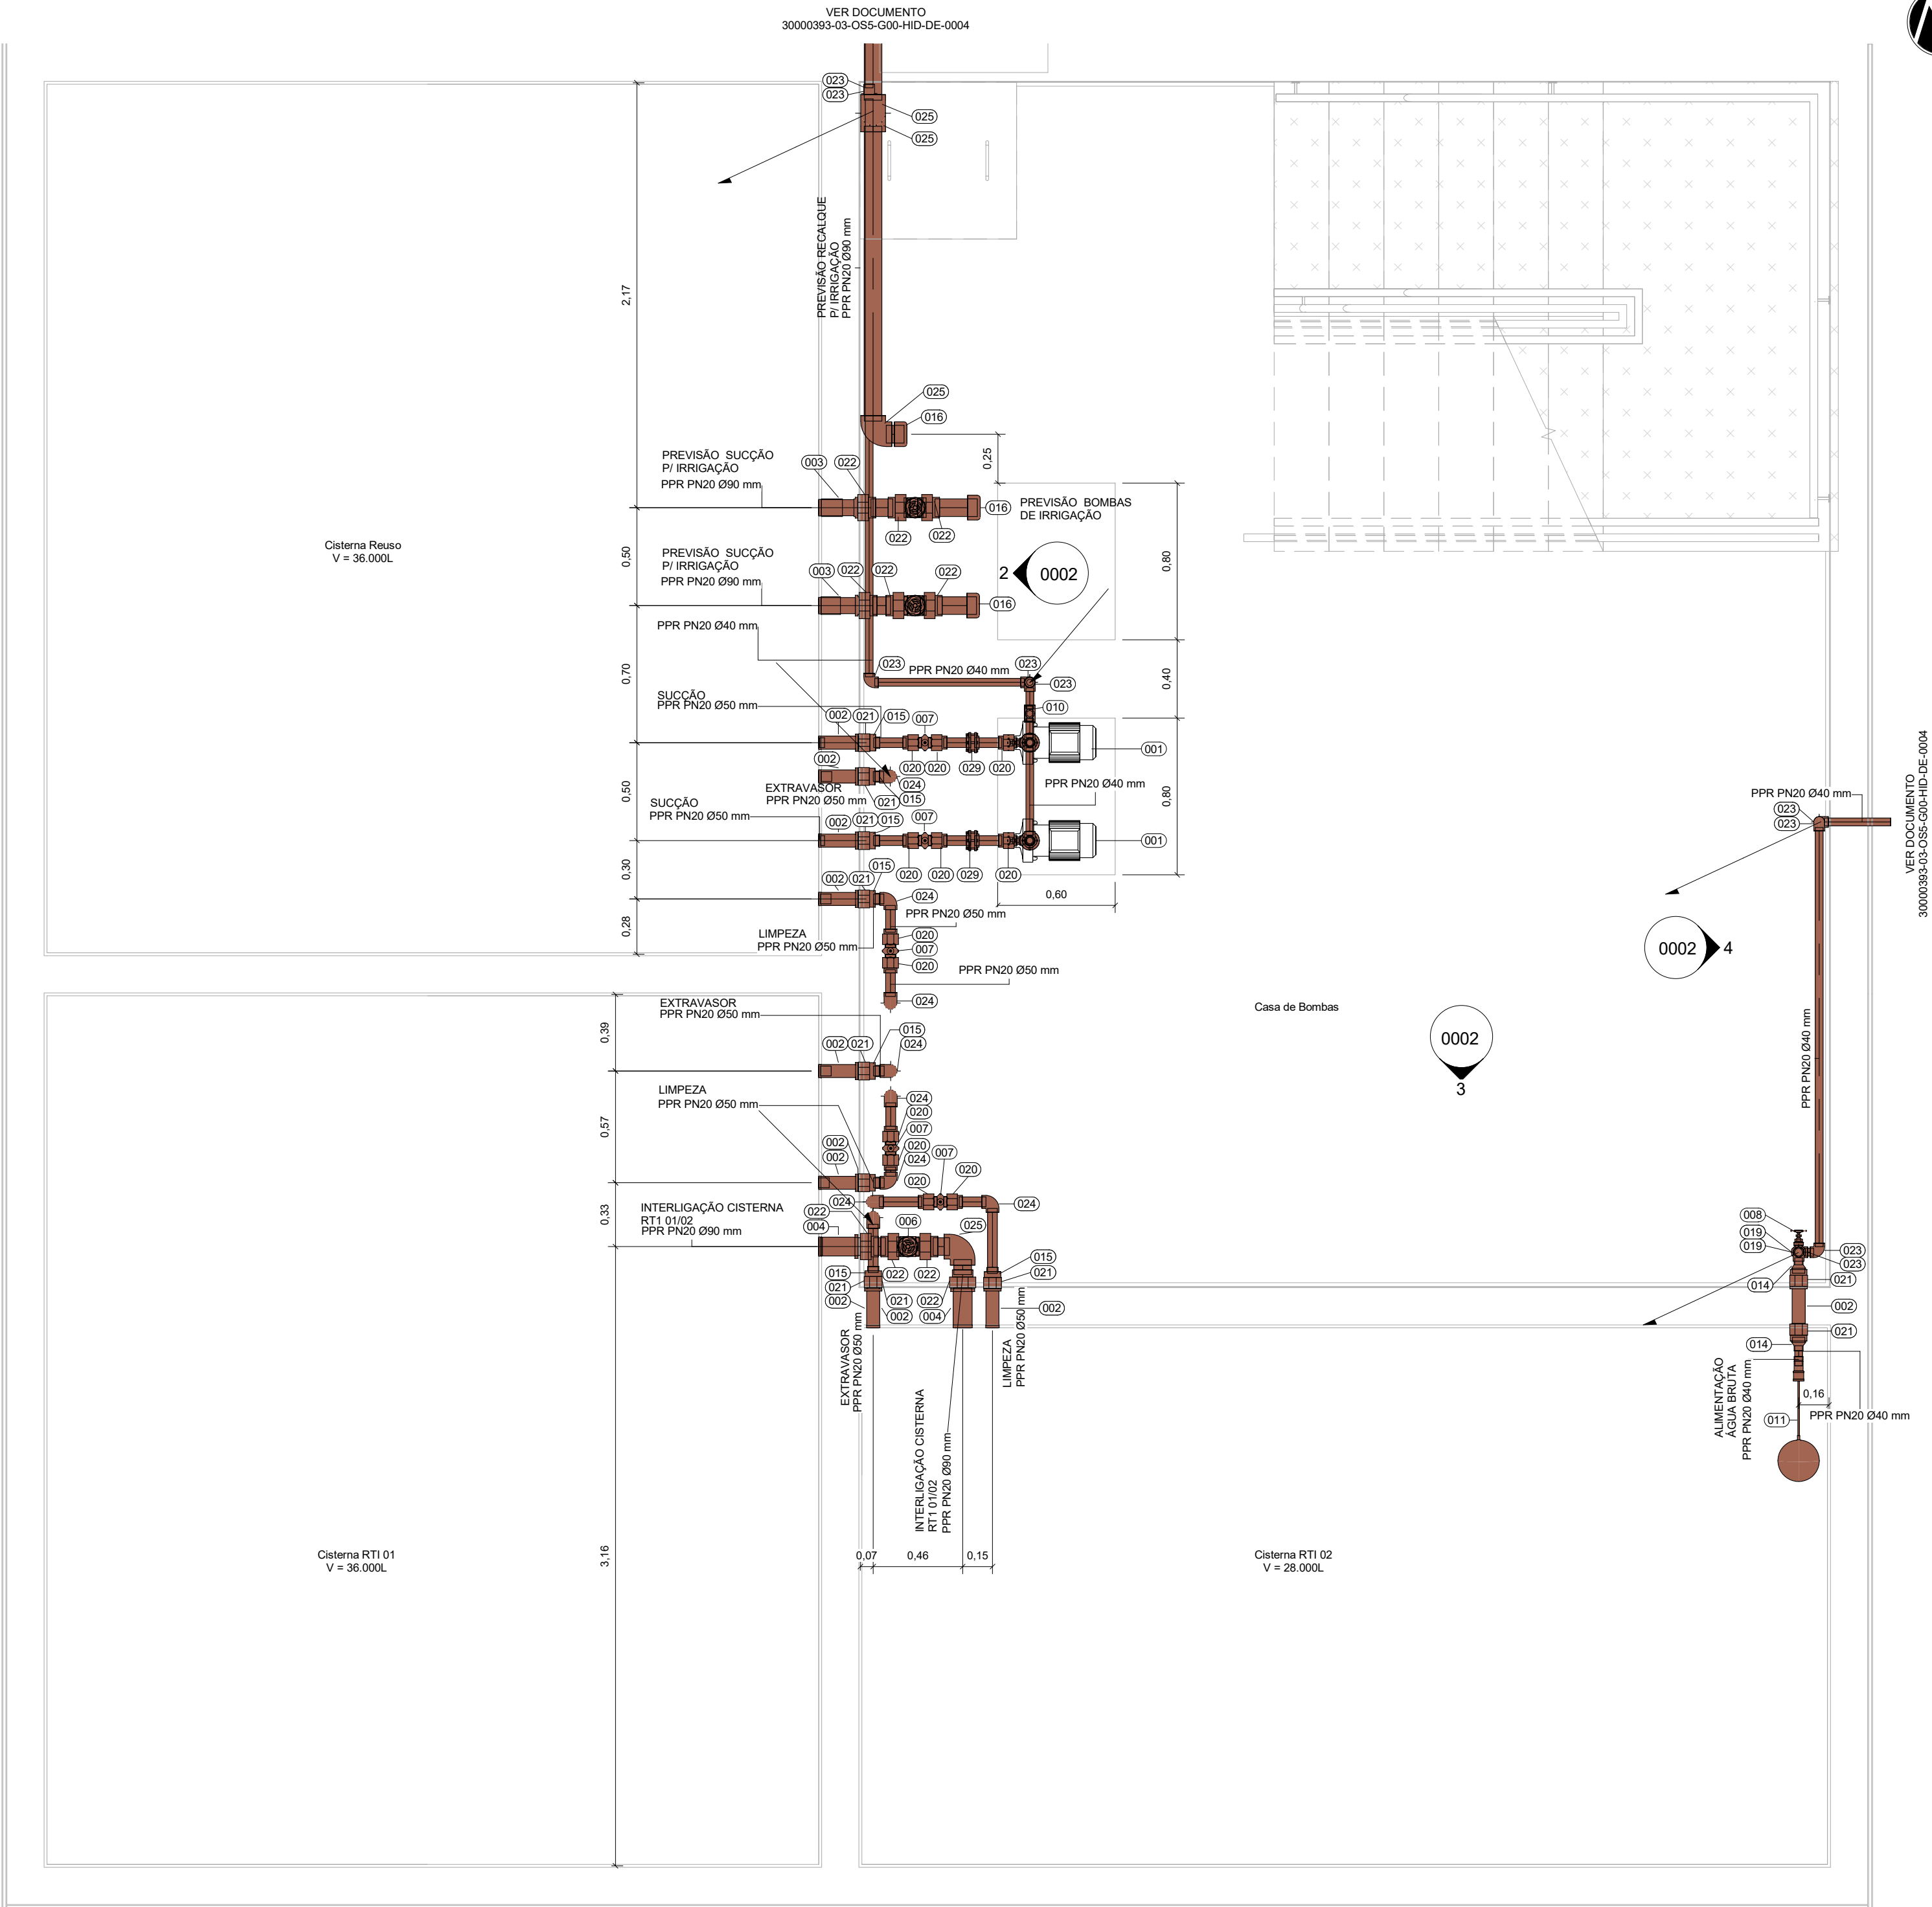 VER DOCUMENTO
30000393-03-OS5-G00-HID-DE-0004
023
023
025
025
PREVISÃO RECALQUE
P/ IRRIGAÇÃO
PPR PN20 Ø90 mm
2,17
025
016
0,25
PREVISÃO SUCÇÃO
P/ IRRIGAÇÃO
PPR PN20 Ø90 mm
003
022
016
022
022
PREVISÃO BOMBAS
DE IRRIGAÇÃO
Cisterna Reuso
V = 36.000L
0,50
PREVISÃO SUCÇÃO
P/ IRRIGAÇÃO
PPR PN20 Ø90 mm
003
022
022
022
016
2
0002
0,80
PPR PN20 Ø40 mm
0,70
023
PPR PN20 Ø40 mm
023
023
0,40
SUCÇÃO
PPR PN20 Ø50 mm
002
021
015
007
010
001
002
020
020
029
020
024
EXTRAVASOR
PPR PN20 Ø50 mm
021
015
PPR PN20 Ø40 mm
0,50
0,80
SUCÇÃO
PPR PN20 Ø50 mm
002
021
015
007
001
020
020
029
020
0,30
002
021
015
024
0,60
PPR PN20 Ø50 mm
0,28
LIMPEZA
PPR PN20 Ø50 mm
020
007
020
PPR PN20 Ø50 mm
024
PPR PN20 Ø40 mm
023
023
VER DOCUMENTO
30000393-03-OS5-G00-HID-DE-0004
0002
4
Casa de Bombas
0002
3
PPR PN20 Ø40 mm
EXTRAVASOR
PPR PN20 Ø50 mm
0,39
002
021
015
024
LIMPEZA
PPR PN20 Ø50 mm
0,57
024
020
007
020
024
002
002
007
020
020
024
024
0,33
INTERLIGAÇÃO CISTERNA
RT1 01/02
PPR PN20 Ø90 mm
022
004
006
025
015
021
002
022
022
021
002
022
004
015
021
002
008
019
019
023
023
014
021
002
021
014
EXTRAVASOR
PPR PN20 Ø50 mm
INTERLIGAÇÃO CISTERNA
RT1 01/02
PPR PN20 Ø90 mm
LIMPEZA
PPR PN20 Ø50 mm
ALIMENTAÇÃO
ÁGUA BRUTA
PPR PN20 Ø40 mm
0,16
011
PPR PN20 Ø40 mm
0,07
0,46
0,15
3,16
Cisterna RTI 01
V = 36.000L
Cisterna RTI 02
V = 28.000L